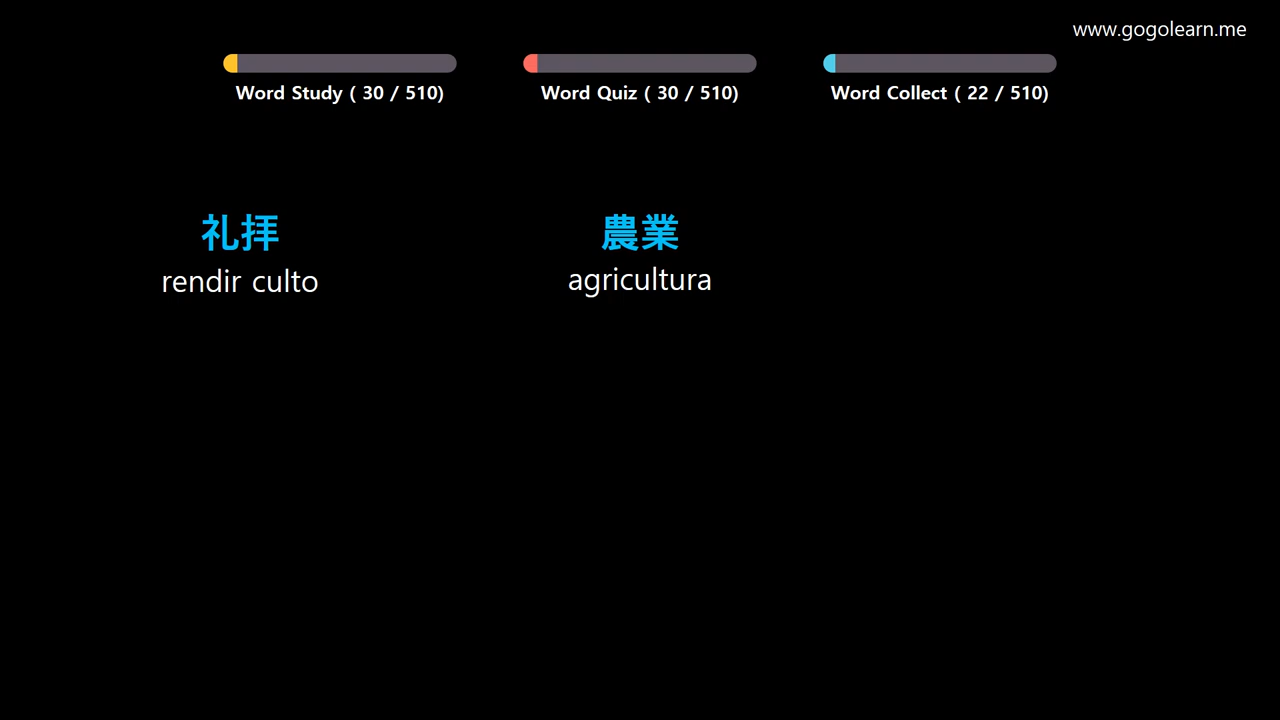 www.gogolearn.me
Word Study ( 30 / 510)
Word Quiz ( 30 / 510)
Word Collect ( 22 / 510)
礼拝
rendir culto
農業
agricultura